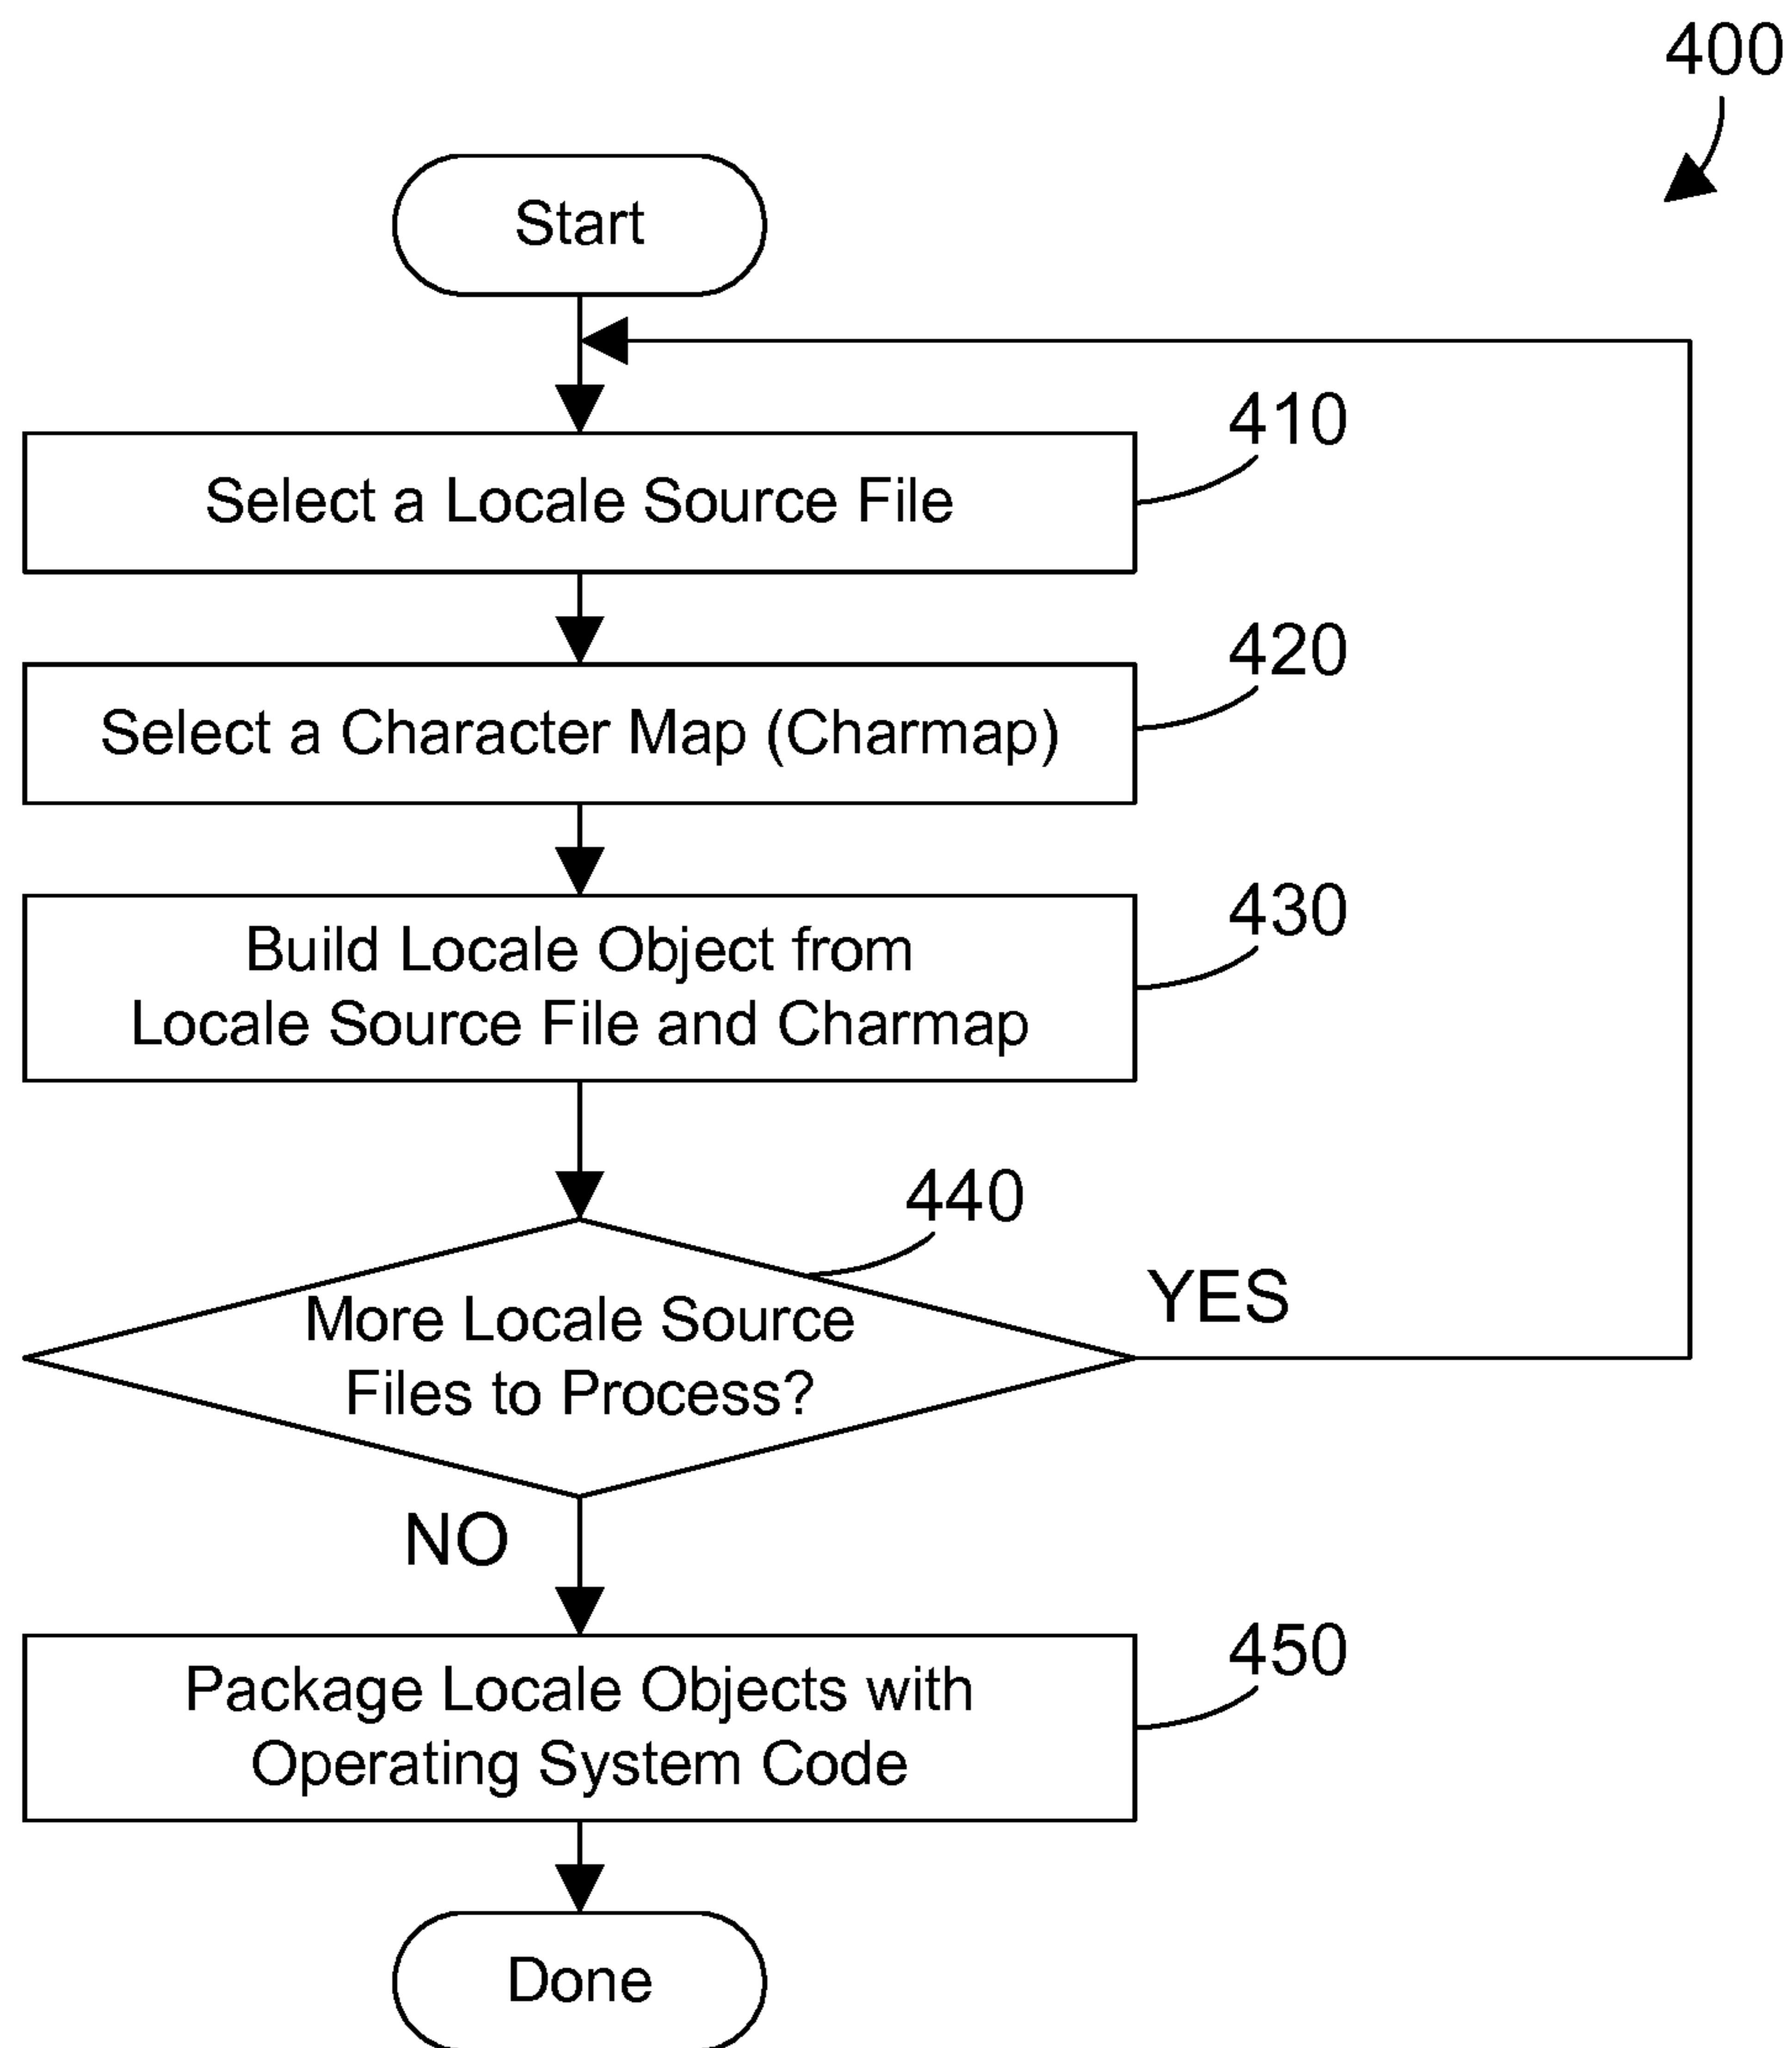 400
Start
410
Select a Locale Source File
420
Select a Character Map (Charmap)
430
Build Locale Object from
Locale Source File and Charmap
440
More Locale Source
Files to Process?
YES
NO
450
Package Locale Objects with
Operating System Code
Done